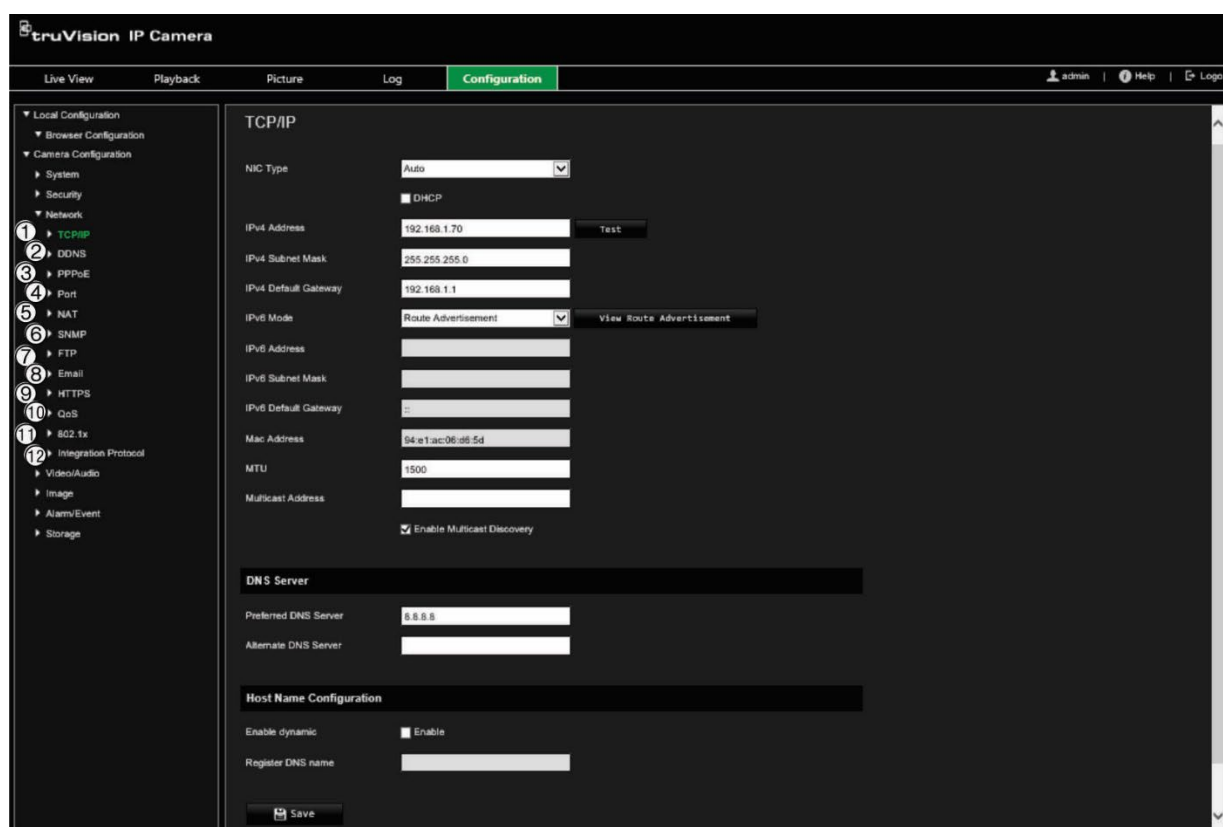 truVision IP Camera
Live View Playback Picture Log Configuration admin | Help | Logo
Local Configuration
Browser Configuration
Camera Configuration
System
Security
Network
1 TCP/IP
2 DDNS
3 PPPoE
4 Port
5 NAT
6 SNMP
7 FTP
8 Email
9 HTTPS
10 QoS
11 802.1x
12 Integration Protocol
Video/Audio
Image
Alarm/Event
Storage
TCP/IP
NIC Type Auto
DHCP
IPv4 Address 192.168.1.70 Test
IPv4 Subnet Mask 255.255.255.0
IPv4 Default Gateway 192.168.1.1
IPv6 Mode Route Advertisement View Route Advertisement
IPv6 Address
IPv6 Subnet Mask
IPv6 Default Gateway ::
Mac Address 94:e1:ac:06:d6:5d
MTU 1500
Multicast Address
Enable Multicast Discovery
DNS Server
Preferred DNS Server 8.8.8.8
Alternate DNS Server
Host Name Configuration
Enable dynamic Enable
Register DNS name
Save